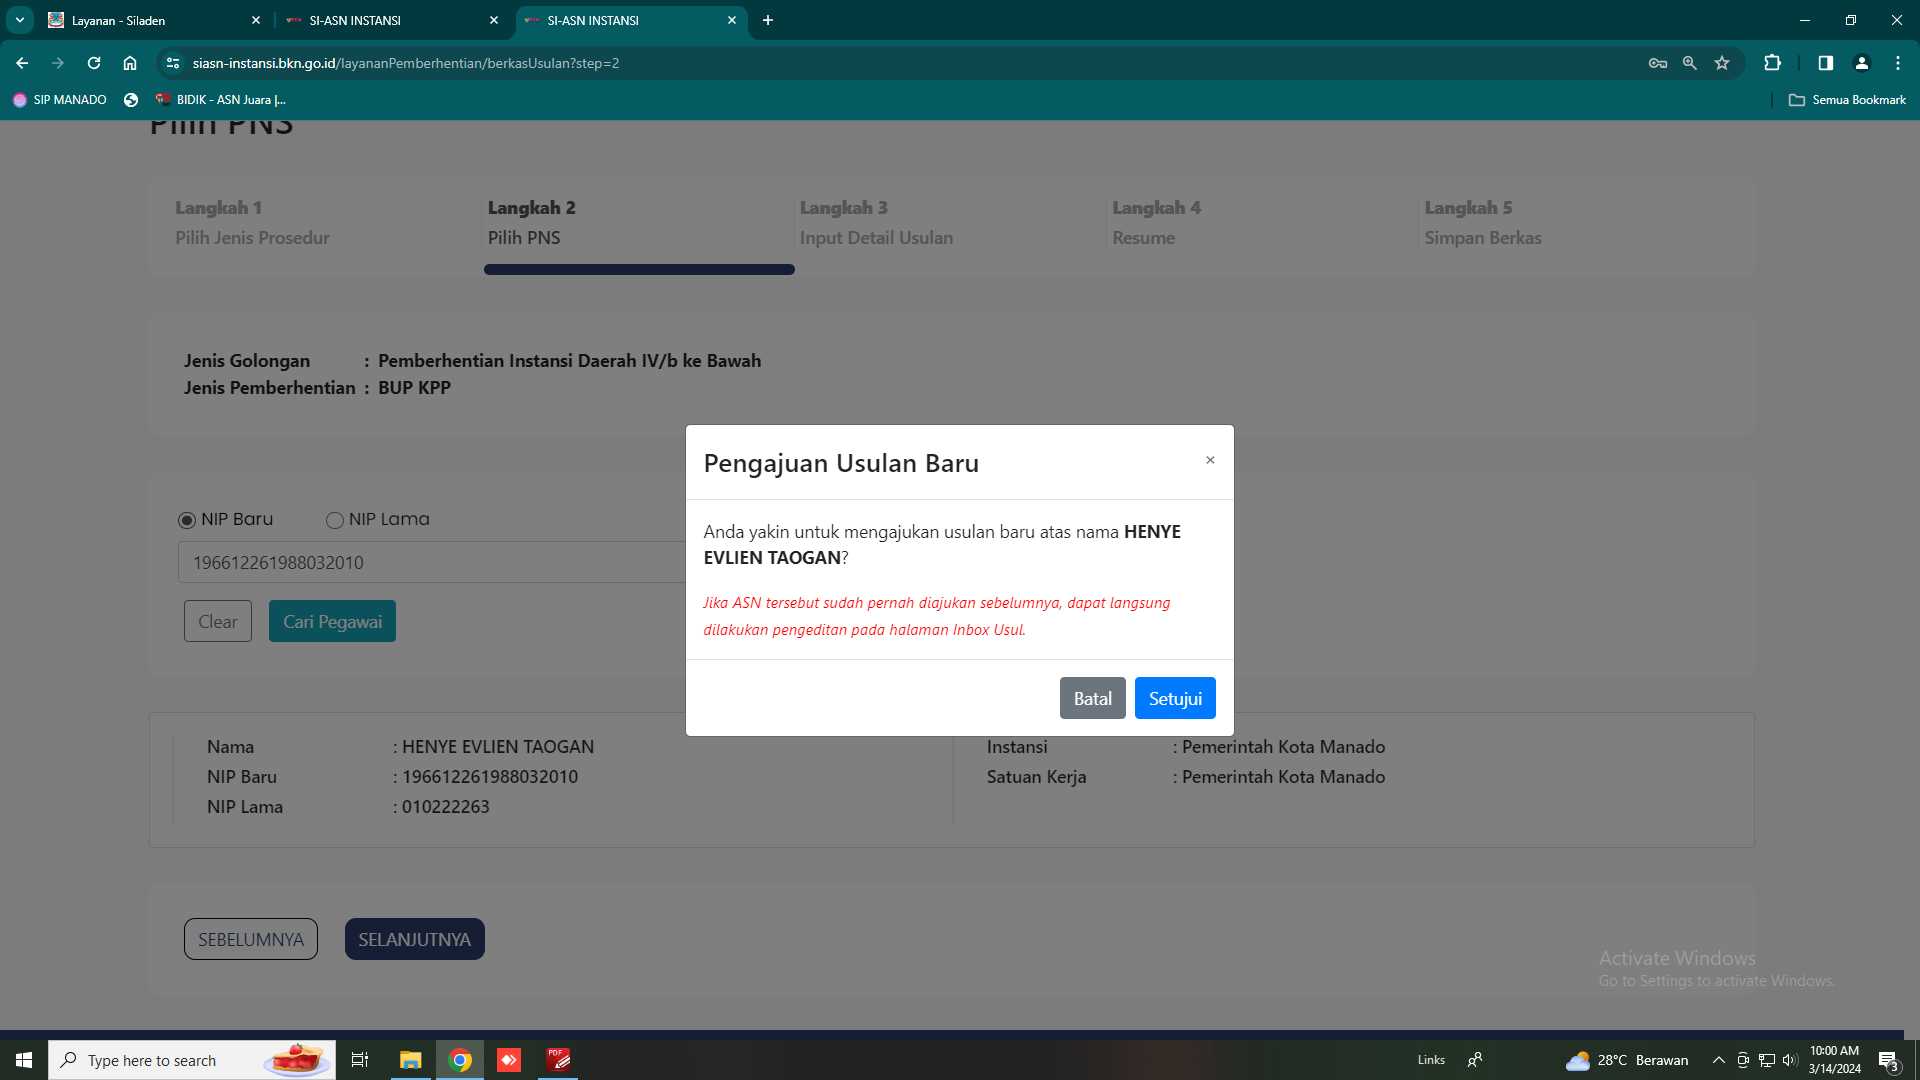 Layanan - Siladen
SI-ASN INSTANSI
SI-ASN INSTANSI
siasn-instansi.bkn.go.id/layananPemberhentian/berkasUsulan?step=2
SIP MANADO
BIDIK - ASN Juara |...
Semua Bookmark
Pilih PNS
Langkah 1
Pilih Jenis Prosedur
Langkah 2
Pilih PNS
Langkah 3
Input Detail Usulan
Langkah 4
Resume
Langkah 5
Simpan Berkas
Jenis Golongan : Pemberhentian Instansi Daerah IV/b ke Bawah
Jenis Pemberhentian : BUP KPP
NIP Baru NIP Lama
196612261988032010
Clear Cari Pegawai
Pengajuan Usulan Baru ×
Anda yakin untuk mengajukan usulan baru atas nama HENYE
EVLIEN TAOGAN?
Jika ASN tersebut sudah pernah diajukan sebelumnya, dapat langsung
dilakukan pengeditan pada halaman Inbox Usul.
Batal Setujui
Nama : HENYE EVLIEN TAOGAN
NIP Baru : 196612261988032010
NIP Lama : 010222263
Instansi : Pemerintah Kota Manado
Satuan Kerja : Pemerintah Kota Manado
SEBELUMNYA SELANJUTNYA
Activate Windows
Go to Settings to activate Windows.
Type here to search
PDF
Links
28°C Berawan
10:00 AM
3/14/2024
3